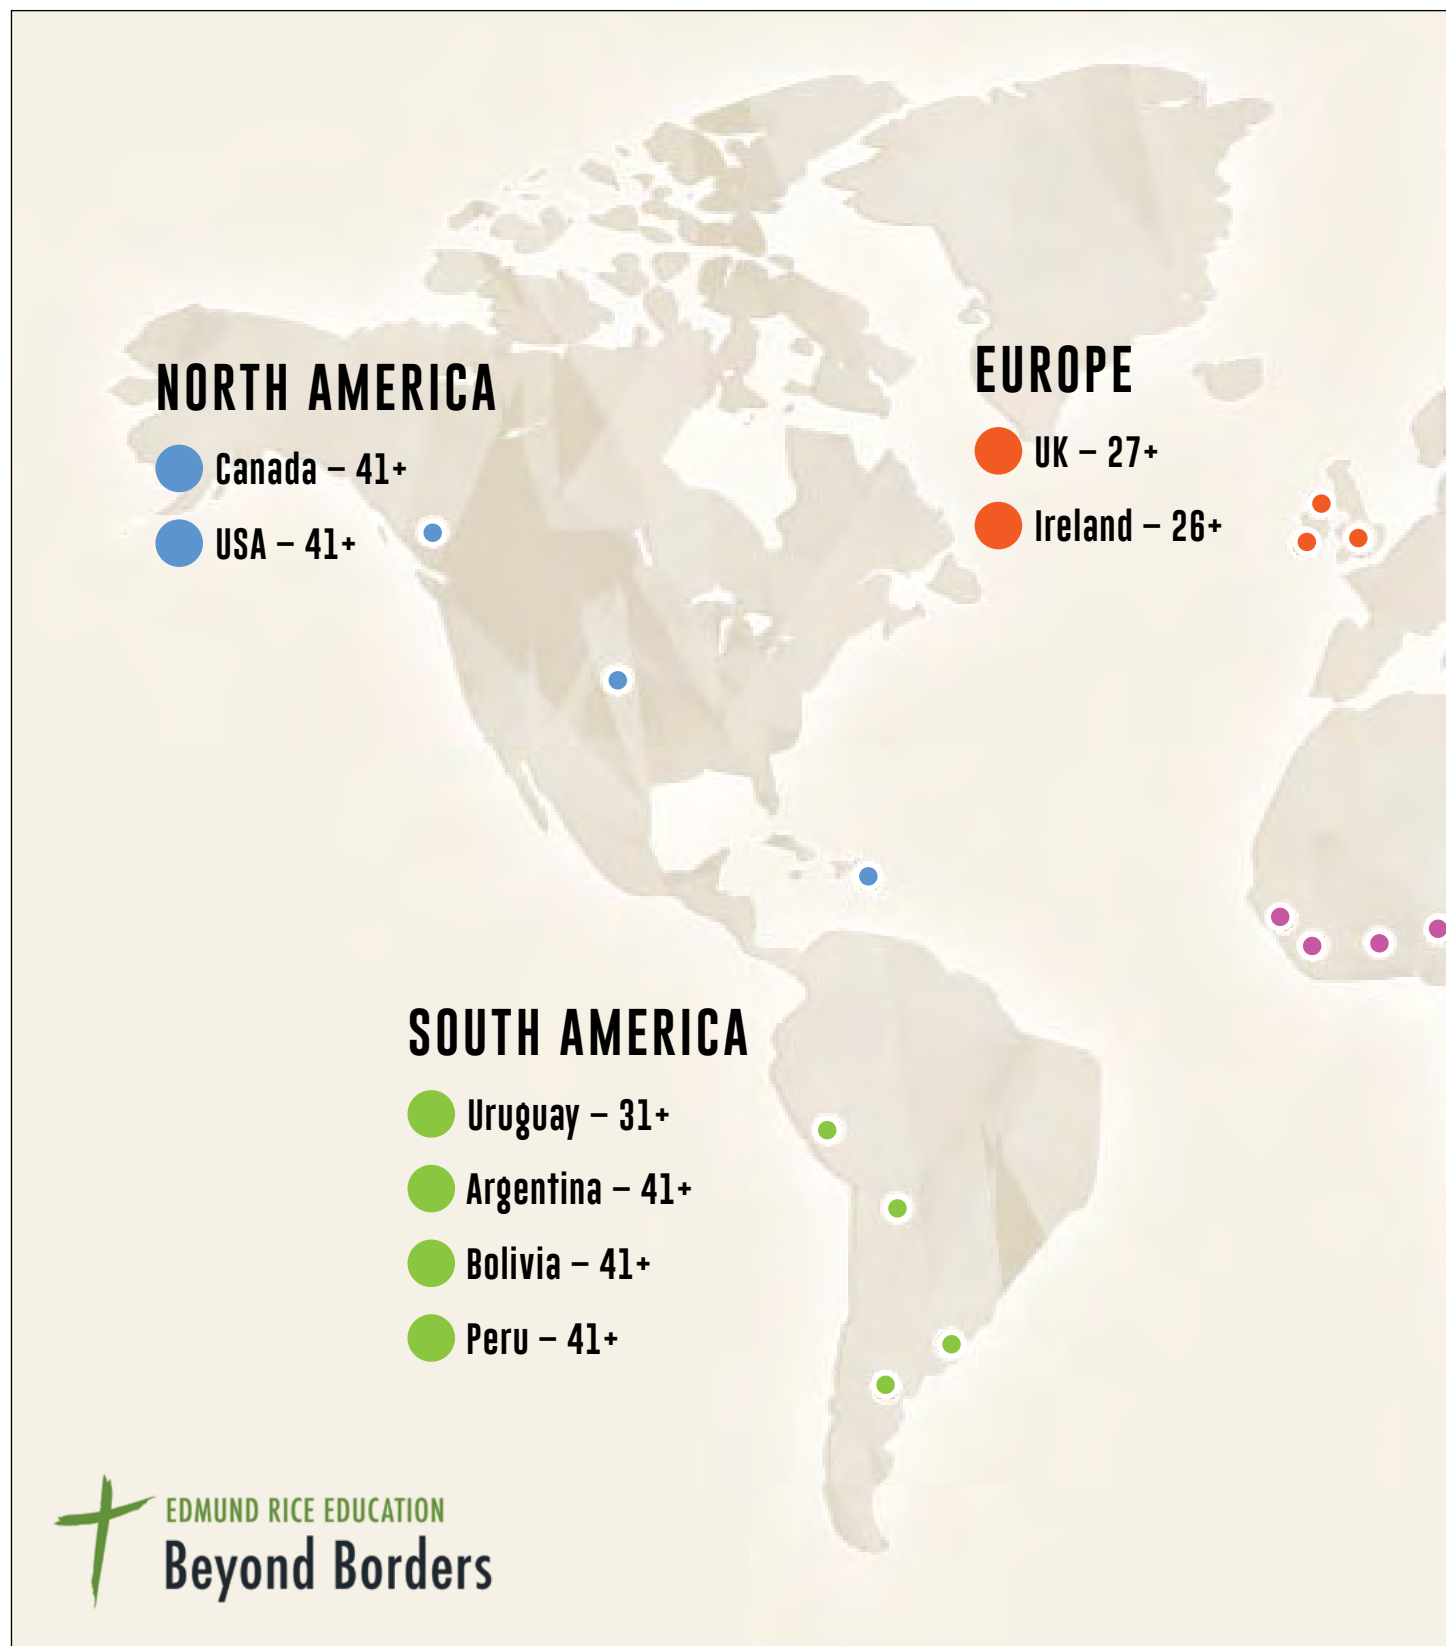 NORTH AMERICA
Canada – 41+
USA – 41+
EUROPE
UK – 27+
Ireland – 26+
SOUTH AMERICA
Uruguay – 31+
Argentina – 41+
Bolivia – 41+
Peru – 41+
EDMUND RICE EDUCATION
Beyond Borders